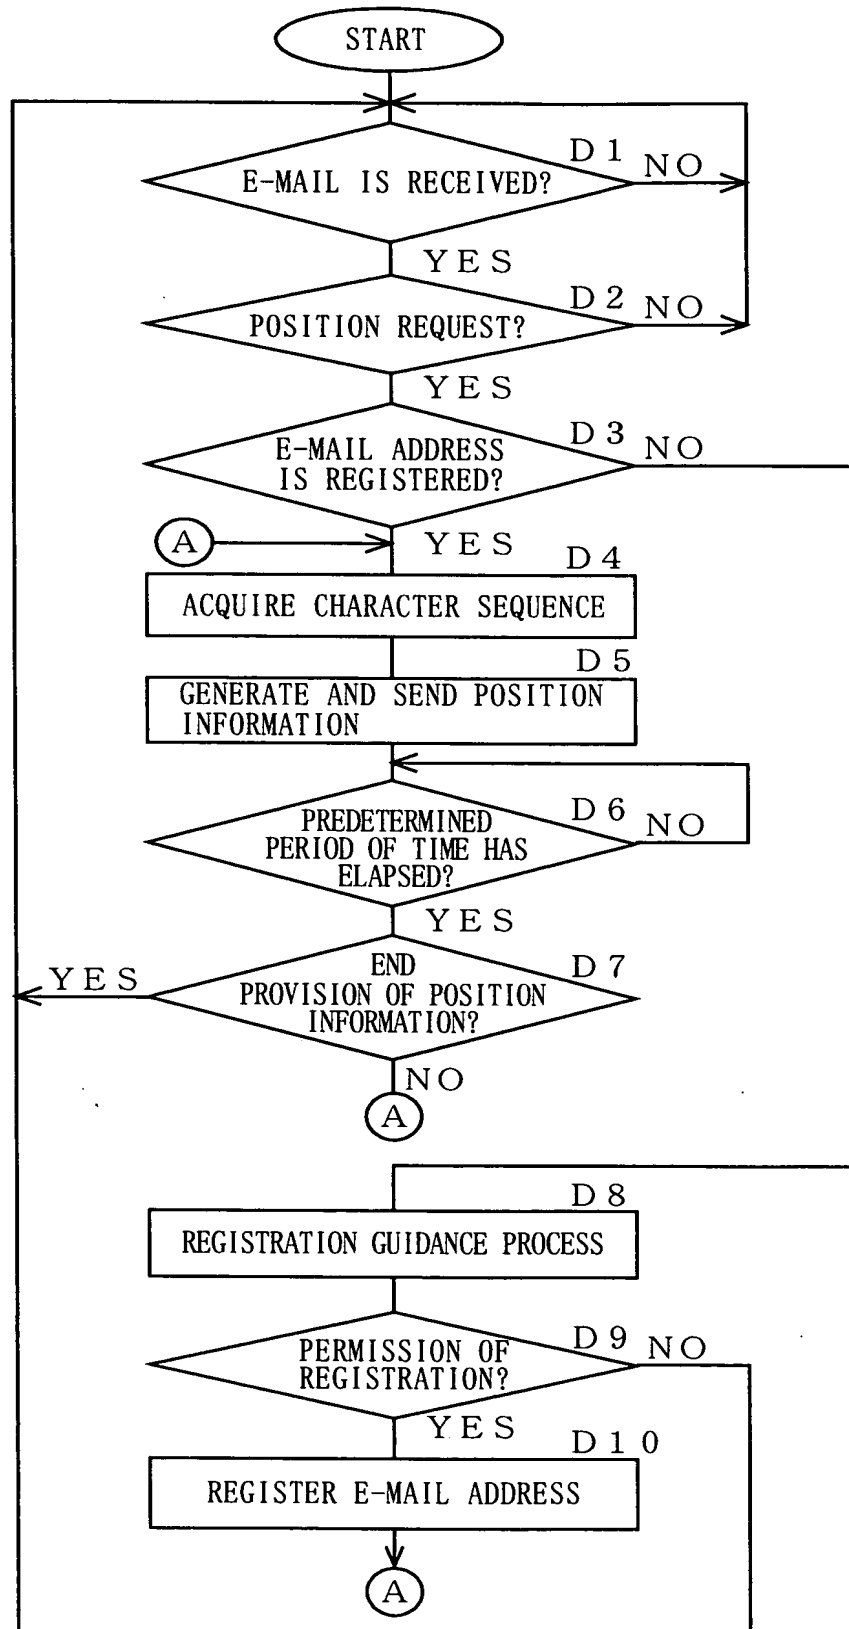 START
D1
NO
E-MAIL IS RECEIVED?
YES
D2
NO
POSITION REQUEST?
YES
D3
NO
E-MAIL ADDRESS
IS REGISTERED?
A
YES
D4
ACQUIRE CHARACTER SEQUENCE
D5
GENERATE AND SEND POSITION
INFORMATION
D6
NO
PREDETERMINED
PERIOD OF TIME HAS
ELAPSED?
YES
D7
YES
END
PROVISION OF POSITION
INFORMATION?
NO
A
D8
REGISTRATION GUIDANCE PROCESS
D9
NO
PERMISSION OF
REGISTRATION?
YES
D10
REGISTER E-MAIL ADDRESS
A